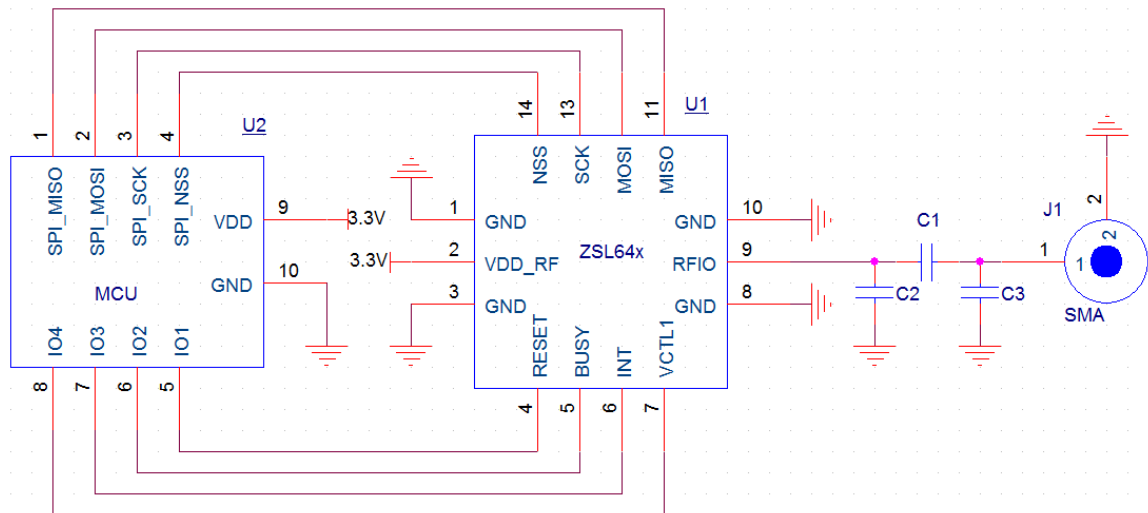 U2
1
2
3
4
SPI_MISO
SPI_MOSI
SPI_SCK
SPI_NSS
VDD
9
3.3V
GND
10
MCU
IO4
IO3
IO2
IO1
8
7
6
5
U1
14
13
11
NSS
SCK
MOSI
MISO
1
GND
2
VDD_RF
3.3V
3
GND
ZSL64x
GND
10
RFIO
9
GND
8
RESET
BUSY
INT
VCTL1
4
5
6
7
C1
C2
C3
J1
2
2
1
1
SMA